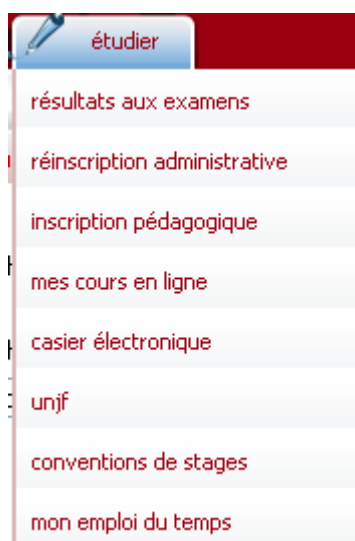 étudier
résultats aux examens
réinscription administrative
inscription pédagogique
mes cours en ligne
casier électronique
unjf
conventions de stages
mon emploi du temps